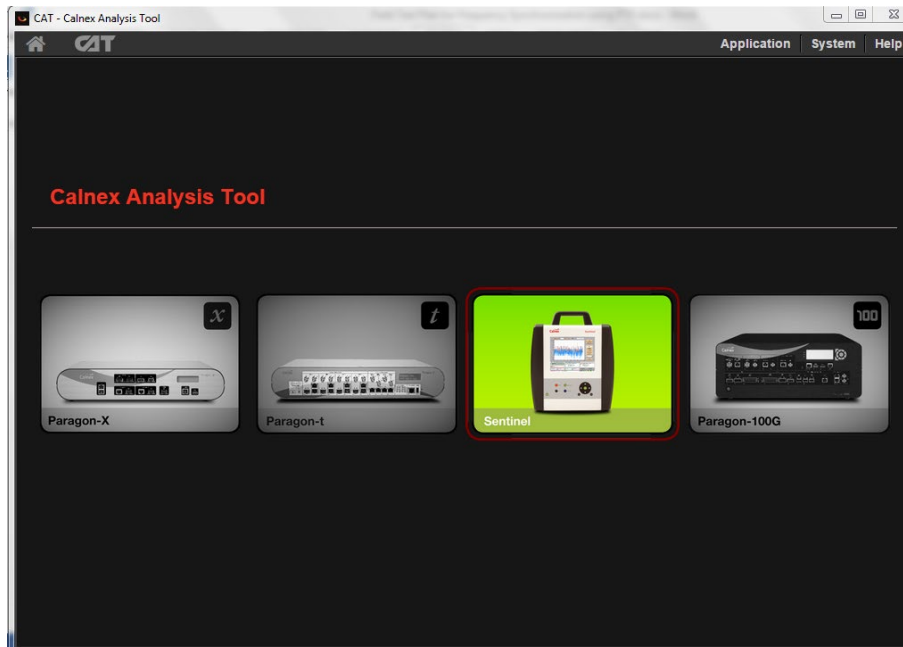 CAT - Calnex Analysis Tool
CAT
Application System Help
Calnex Analysis Tool
x
t
100
Paragon-X
Paragon-t
Sentinel
Paragon-100G